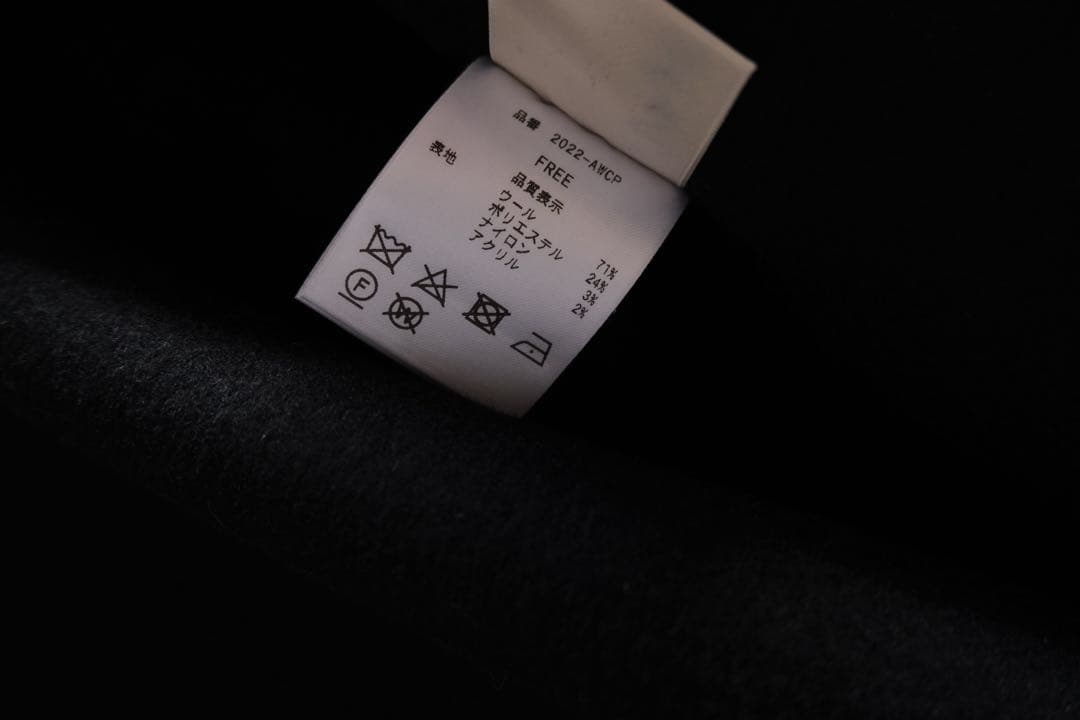 品番 2022-AWCP
FREE
品質表示
表地 ウール 71%
ポリエステル 24%
ナイロン 3%
アクリル 2%
F
W